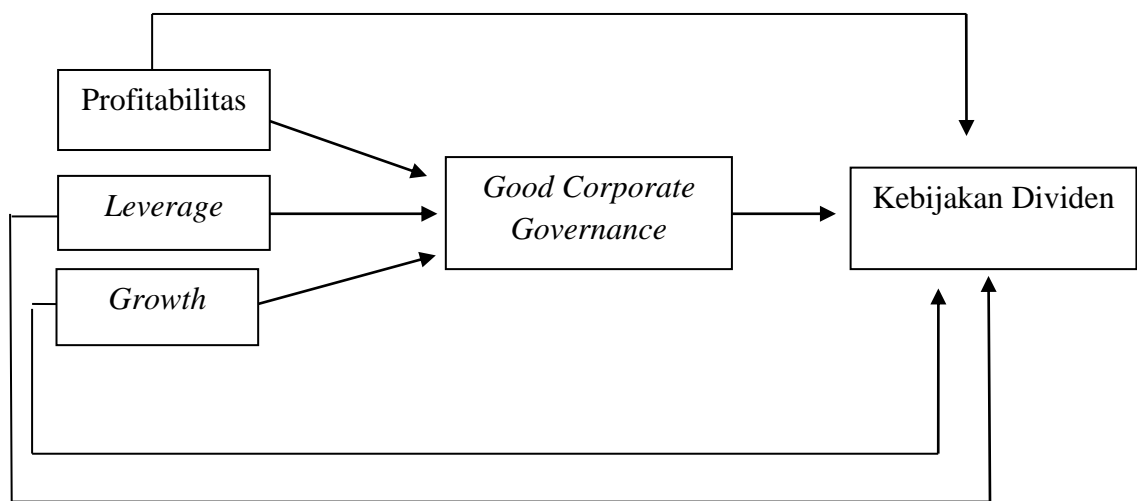 Profitabilitas
Leverage
Growth
Good Corporate
Governance
Kebijakan Dividen